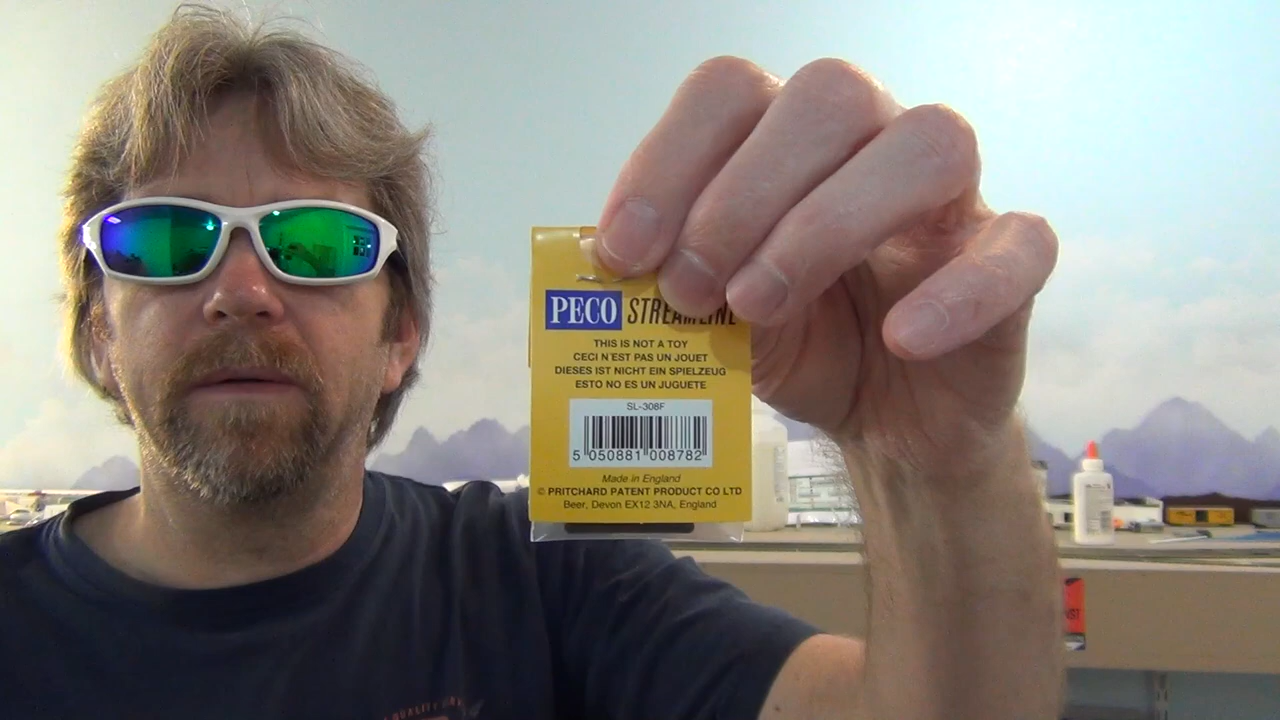 PECO STREAMLINE
THIS IS NOT A TOY
CECI N'EST PAS UN JOUET
DIESES IST NICHT EIN SPIELZEUG
ESTO NO ES UN JUGUETE
SL-308F
5 050881 008782
Made in England
© PRITCHARD PATENT PRODUCT CO LTD
Beer, Devon EX12 3NA, England
QUALITY